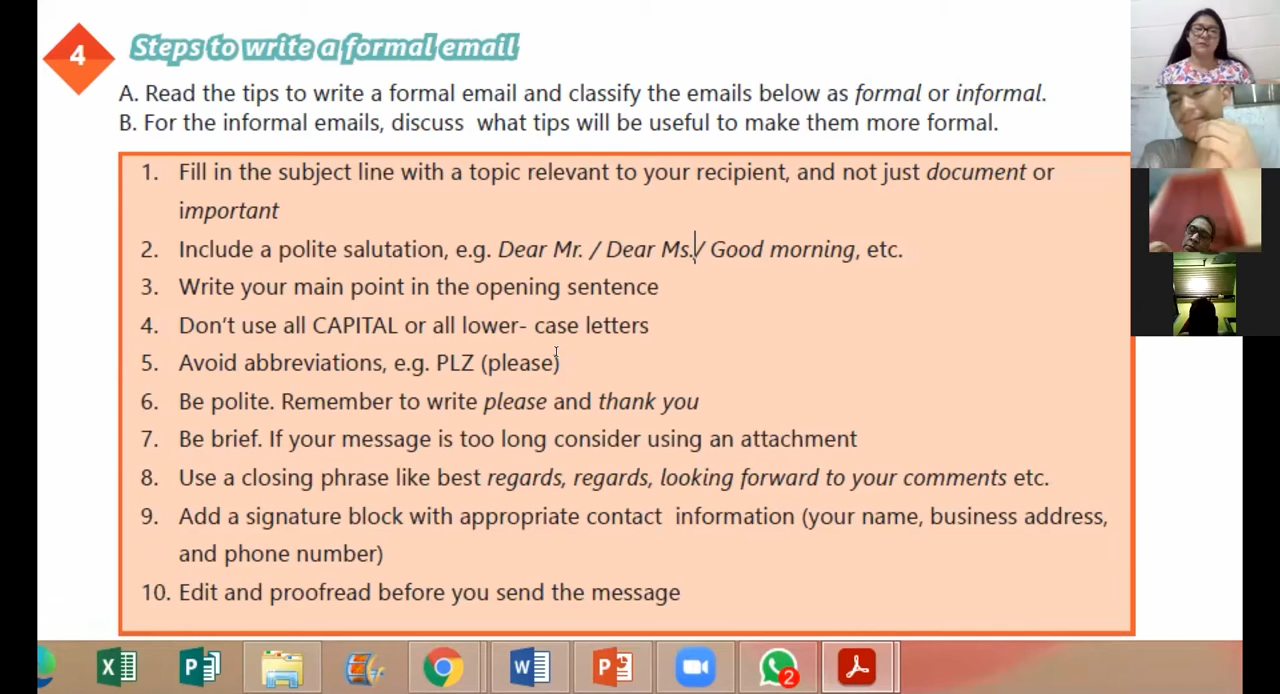 4
Steps to write a formal email
A. Read the tips to write a formal email and classify the emails below as formal or informal.
B. For the informal emails, discuss what tips will be useful to make them more formal.
1. Fill in the subject line with a topic relevant to your recipient, and not just document or
important
2. Include a polite salutation, e.g. Dear Mr. / Dear Ms./ Good morning, etc.
3. Write your main point in the opening sentence
4. Don't use all CAPITAL or all lower- case letters
5. Avoid abbreviations, e.g. PLZ (please)
6. Be polite. Remember to write please and thank you
7. Be brief. If your message is too long consider using an attachment
8. Use a closing phrase like best regards, regards, looking forward to your comments etc.
9. Add a signature block with appropriate contact information (your name, business address,
and phone number)
10. Edit and proofread before you send the message
X P W P 2